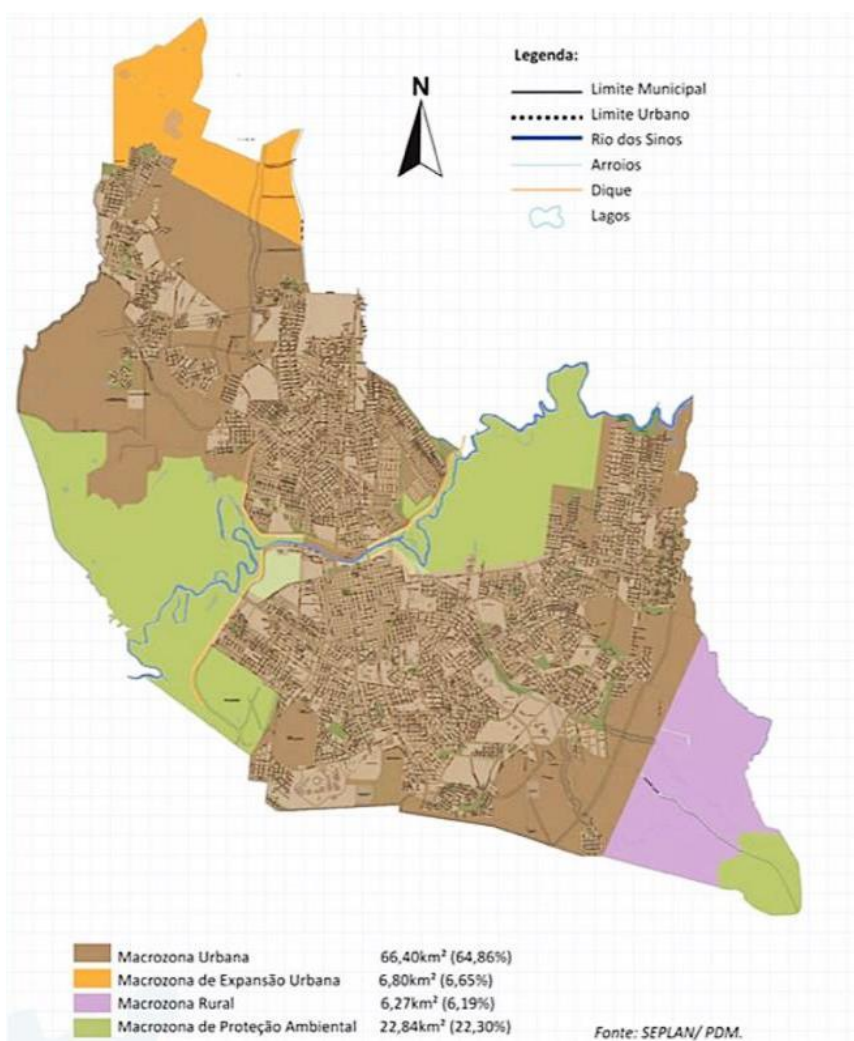 Legenda:
Limite Municipal
Limite Urbano
Rio dos Sinos
Arroios
Dique
Lagos
N
Macrozona Urbana 66,40km² (64,86%)
Macrozona de Expansão Urbana 6,80km² (6,65%)
Macrozona Rural 6,27km² (6,19%)
Macrozona de Proteção Ambiental 22,84km² (22,30%)
Fonte: SEPLAN/ PDM.